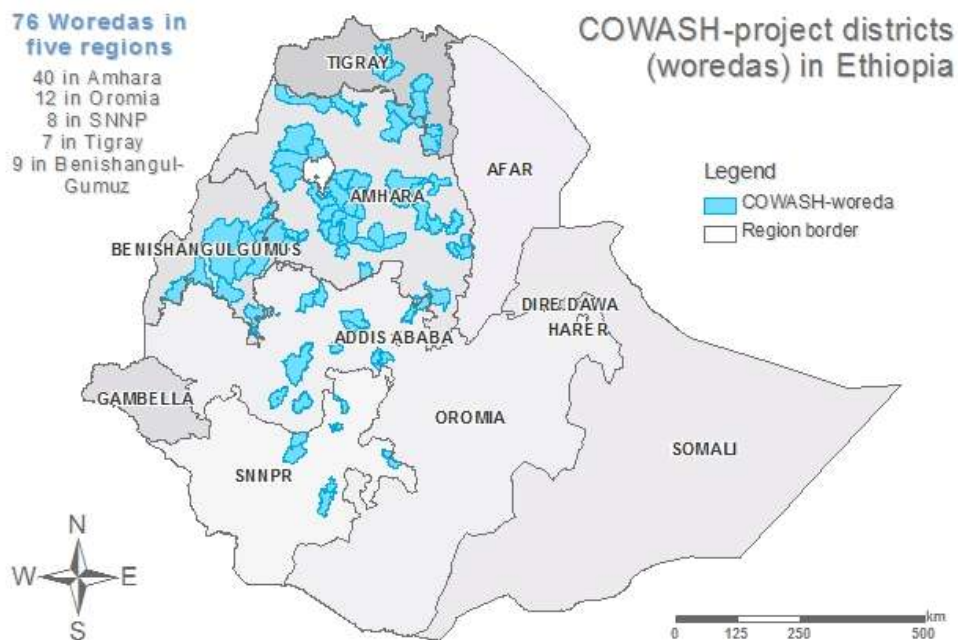 76 Woredas in
five regions
40 in Amhara
12 in Oromia
8 in SNNP
7 in Tigray
9 in Benishangul-
Gumuz
COWASH-project districts
(woredas) in Ethiopia
TIGRAY
AFAR
Legend
COWASH-woreda
Region border
AMHARA
BENISHANGULGUMUS
DIRE DAWA
HARER
ADDIS ABABA
GAMBELLA
OROMIA
SOMALI
SNNPR
N
W E
S
km
0 125 250 500